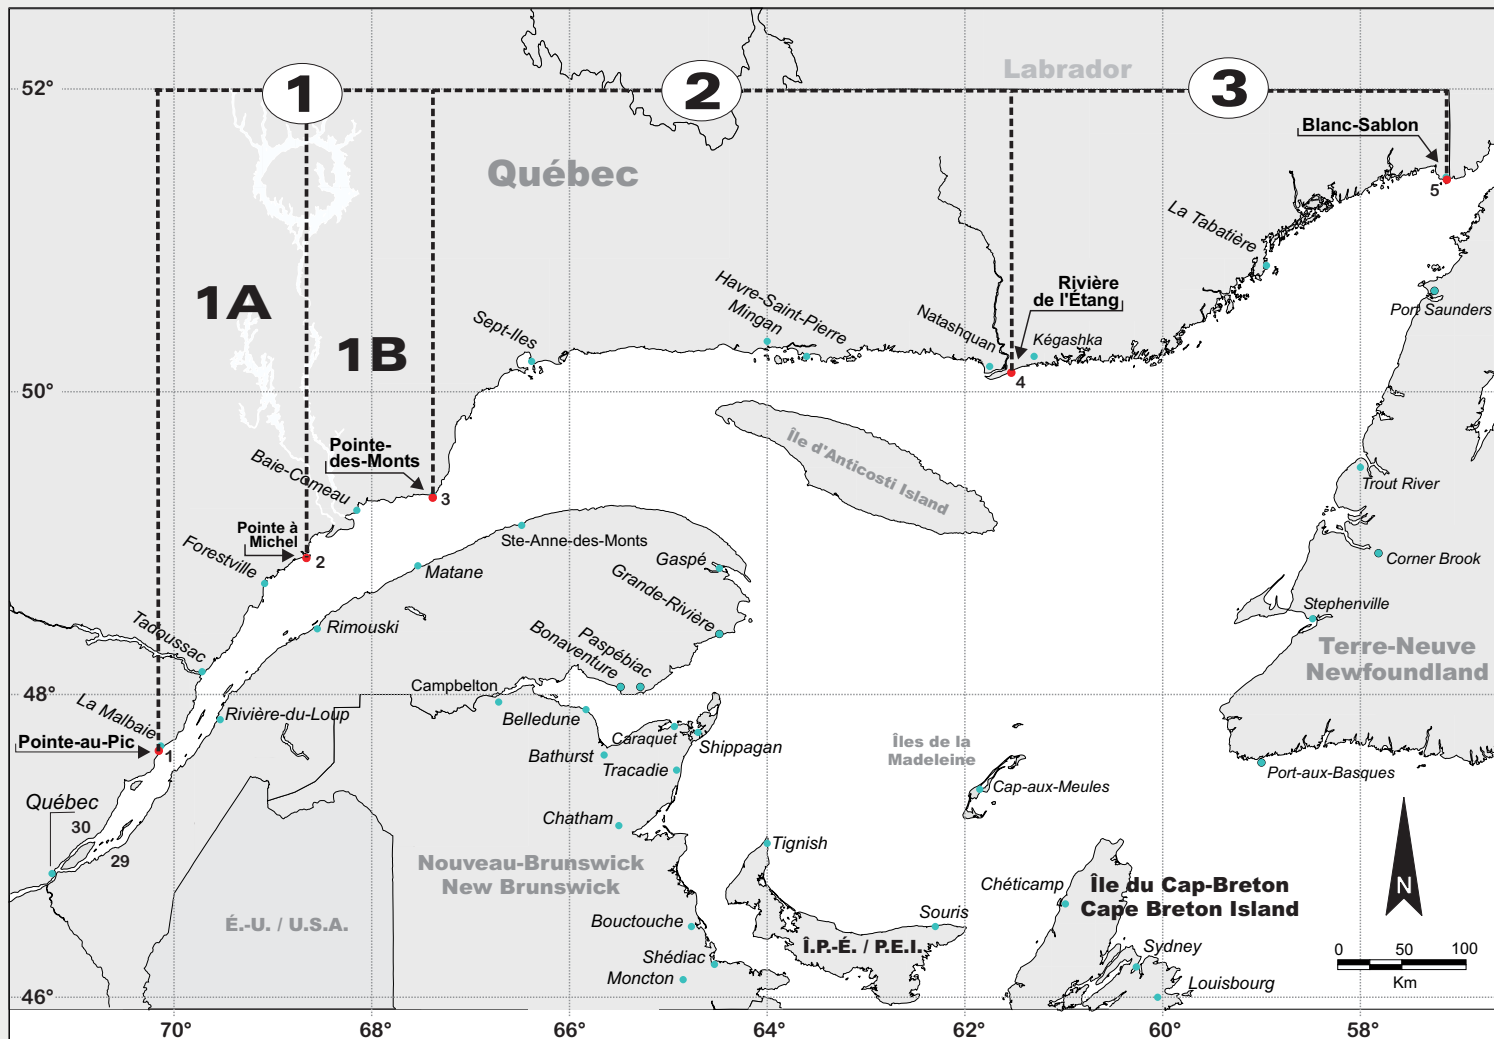 Labrador
52°
1
2
3
Blanc-Sablon
5
Québec
La Tabatière
1A
1B
Sept-Iles
Havre-Saint-Pierre
Mingan
Natashquan
Rivière
de l'Étang
Kégashka
Port Saunders
4
50°
Île d'Anticosti Island
Pointe-
des-Monts
Baie-Comeau
3
Trout River
Pointe à
Michel
2
Forestville
Ste-Anne-des-Monts
Matane
Gaspé
Grande-Rivière
Corner Brook
Stephenville
Tadoussac
Rimouski
Paspébiac
Bonaventure
Terre-Neuve
Newfoundland
48°
Campbelton
La Malbaie
Rivière-du-Loup
Belledune
Pointe-au-Pic
1
Caraquet
Shippagan
Bathurst
Tracadie
Îles de la
Madeleine
Cap-aux-Meules
Port-aux-Basques
Québec
30
29
Chatham
Tignish
Nouveau-Brunswick
New Brunswick
Chéticamp
Île du Cap-Breton
Cape Breton Island
N
É.-U. / U.S.A.
Bouctouche
Souris
Î.P.-É. / P.E.I.
Shédiac
Moncton
Sydney
Louisbourg
0 50 100
Km
46°
70° 68° 66° 64° 62° 60° 58°